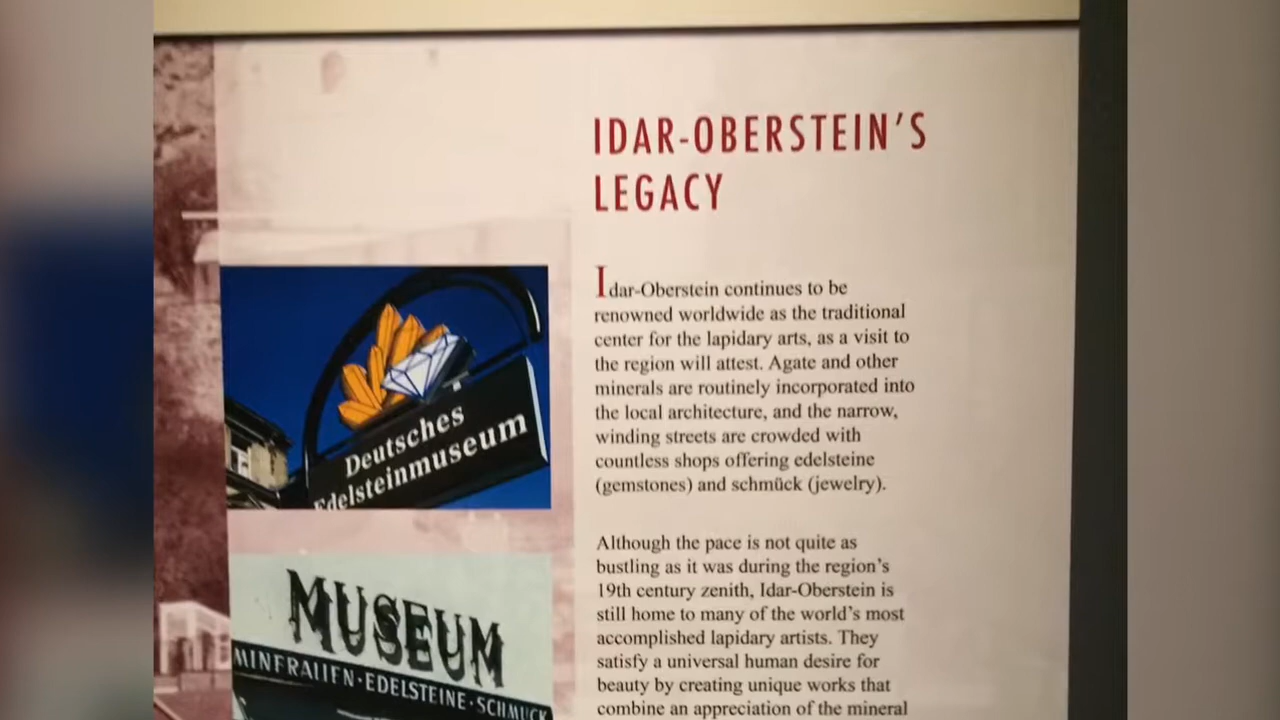 IDAR-OBERSTEIN'S
LEGACY
Idar-Oberstein continues to be
renowned worldwide as the traditional
center for the lapidary arts, as a visit to
the region will attest. Agate and other
minerals are routinely incorporated into
the local architecture, and the narrow,
winding streets are crowded with
countless shops offering edelsteine
(gemstones) and schmück (jewelry).
Although the pace is not quite as
bustling as it was during the region's
19th century zenith, Idar-Oberstein is
still home to many of the world's most
accomplished lapidary artists. They
satisfy a universal human desire for
beauty by creating unique works that
combine an appreciation of the mineral
Deutsches
Edelsteinmuseum
MUSEUM
MINERALIEN·EDELSTEINE·SCHMUCK